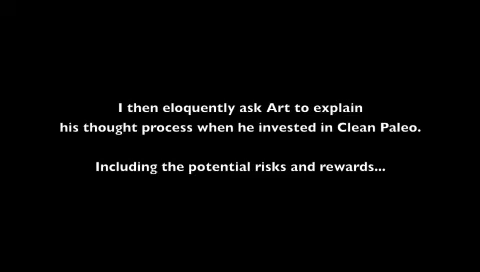 I then eloquently ask Art to explain
his thought process when he invested in Clean Paleo.
Including the potential risks and rewards...